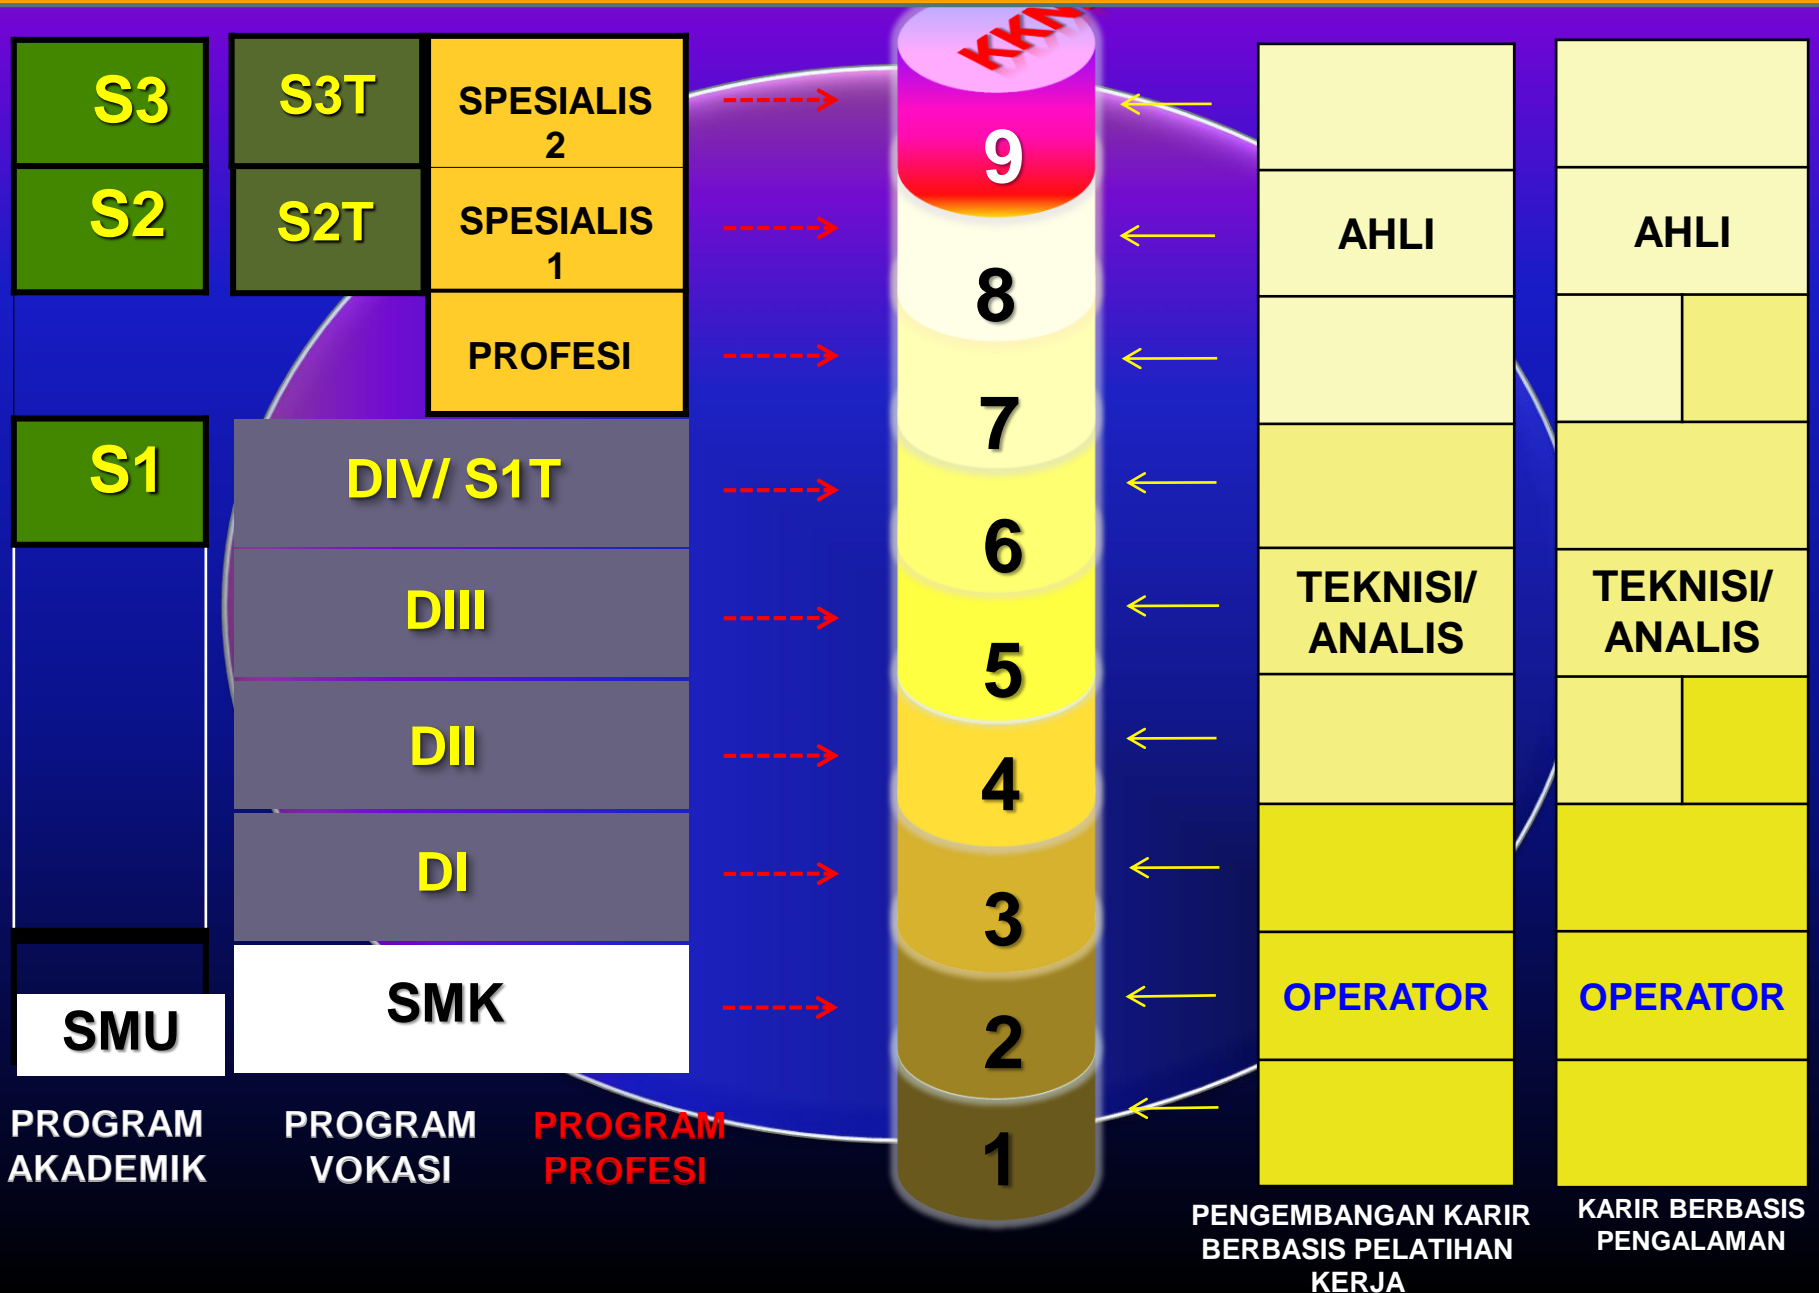 KKNI
S3
S3T
SPESIALIS
2
S2
S2T
SPESIALIS
1
PROFESI
S1
DIV/ S1T
DIII
DII
DI
SMK
SMU
PROGRAM
AKADEMIK
PROGRAM
VOKASI
PROGRAM
PROFESI
9
8
7
6
5
4
3
2
1
AHLI
TEKNISI/
ANALIS
OPERATOR
PENGEMBANGAN KARIR
BERBASIS PELATIHAN
KERJA
AHLI
TEKNISI/
ANALIS
OPERATOR
KARIR BERBASIS
PENGALAMAN